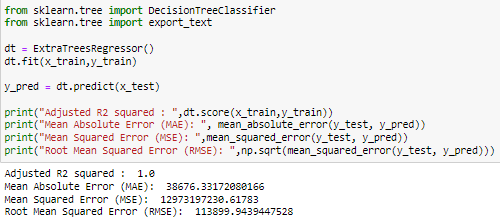 from sklearn.tree import DecisionTreeClassifier
from sklearn.tree import export_text
dt = ExtraTreesRegressor()
dt.fit(x_train,y_train)
y_pred = dt.predict(x_test)
print("Adjusted R2 squared : ",dt.score(x_train,y_train))
print("Mean Absolute Error (MAE): ", mean_absolute_error(y_test, y_pred))
print("Mean Squared Error (MSE): ",mean_squared_error(y_test, y_pred))
print("Root Mean Squared Error (RMSE): ",np.sqrt(mean_squared_error(y_test, y_pred)))
Adjusted R2 squared :  1.0
Mean Absolute Error (MAE):  38676.33172080166
Mean Squared Error (MSE):  12973197230.61783
Root Mean Squared Error (RMSE):  113899.9439447528